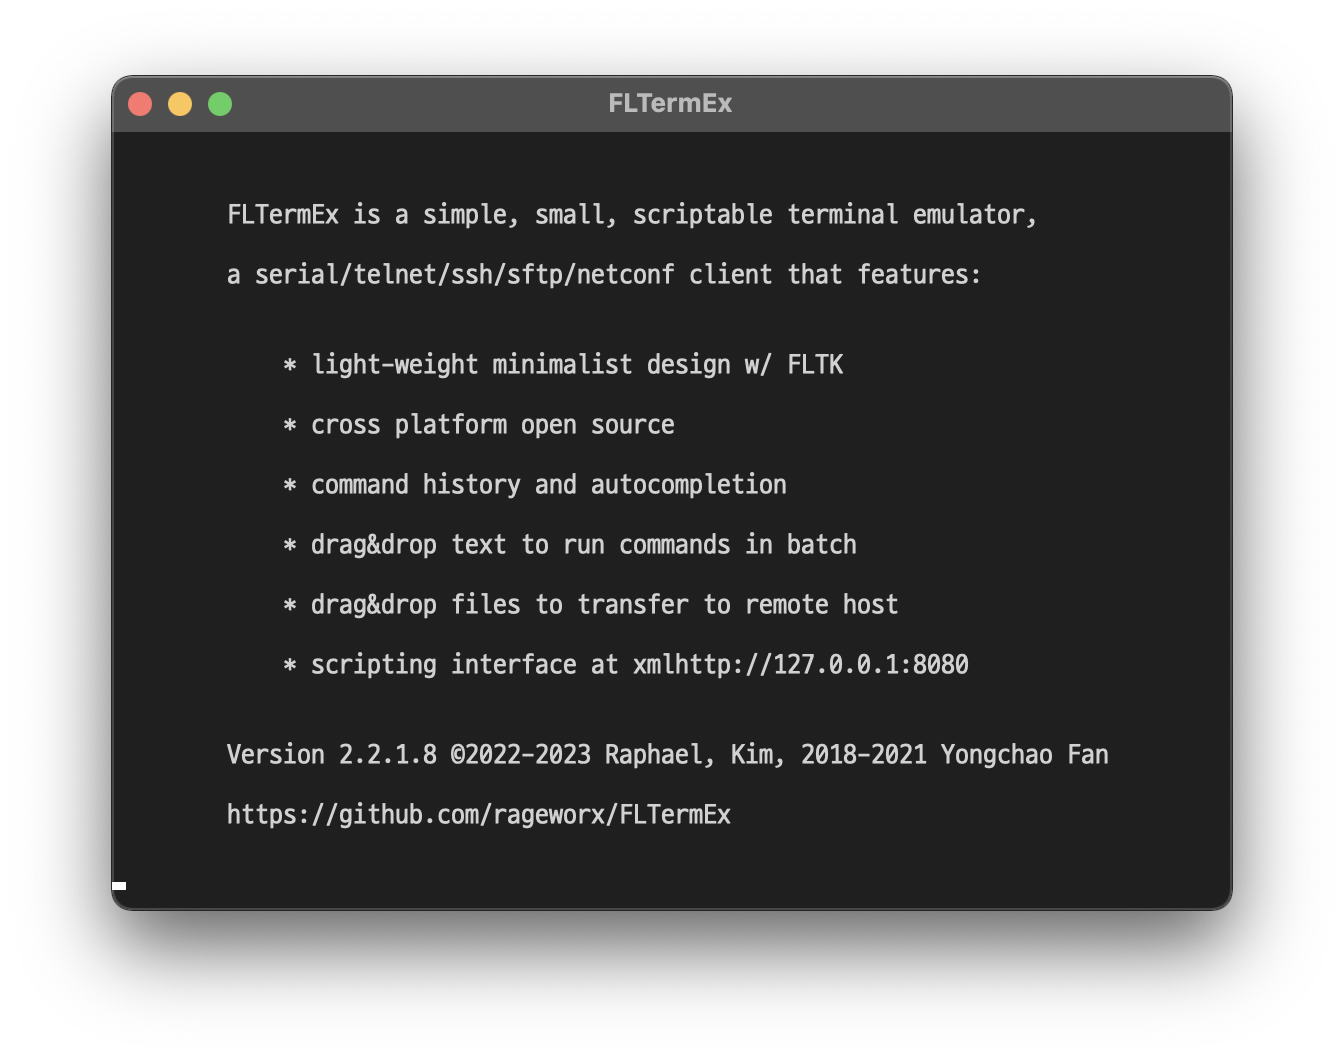 FLTermEx
FLTermEx is a simple, small, scriptable terminal emulator,
a serial/telnet/ssh/sftp/netconf client that features:
* light-weight minimalist design w/ FLTK
* cross platform open source
* command history and autocompletion
* drag&drop text to run commands in batch
* drag&drop files to transfer to remote host
* scripting interface at xmlhttp://127.0.0.1:8080
Version 2.2.1.8 ©2022-2023 Raphael, Kim, 2018-2021 Yongchao Fan
https://github.com/rageworx/FLTermEx